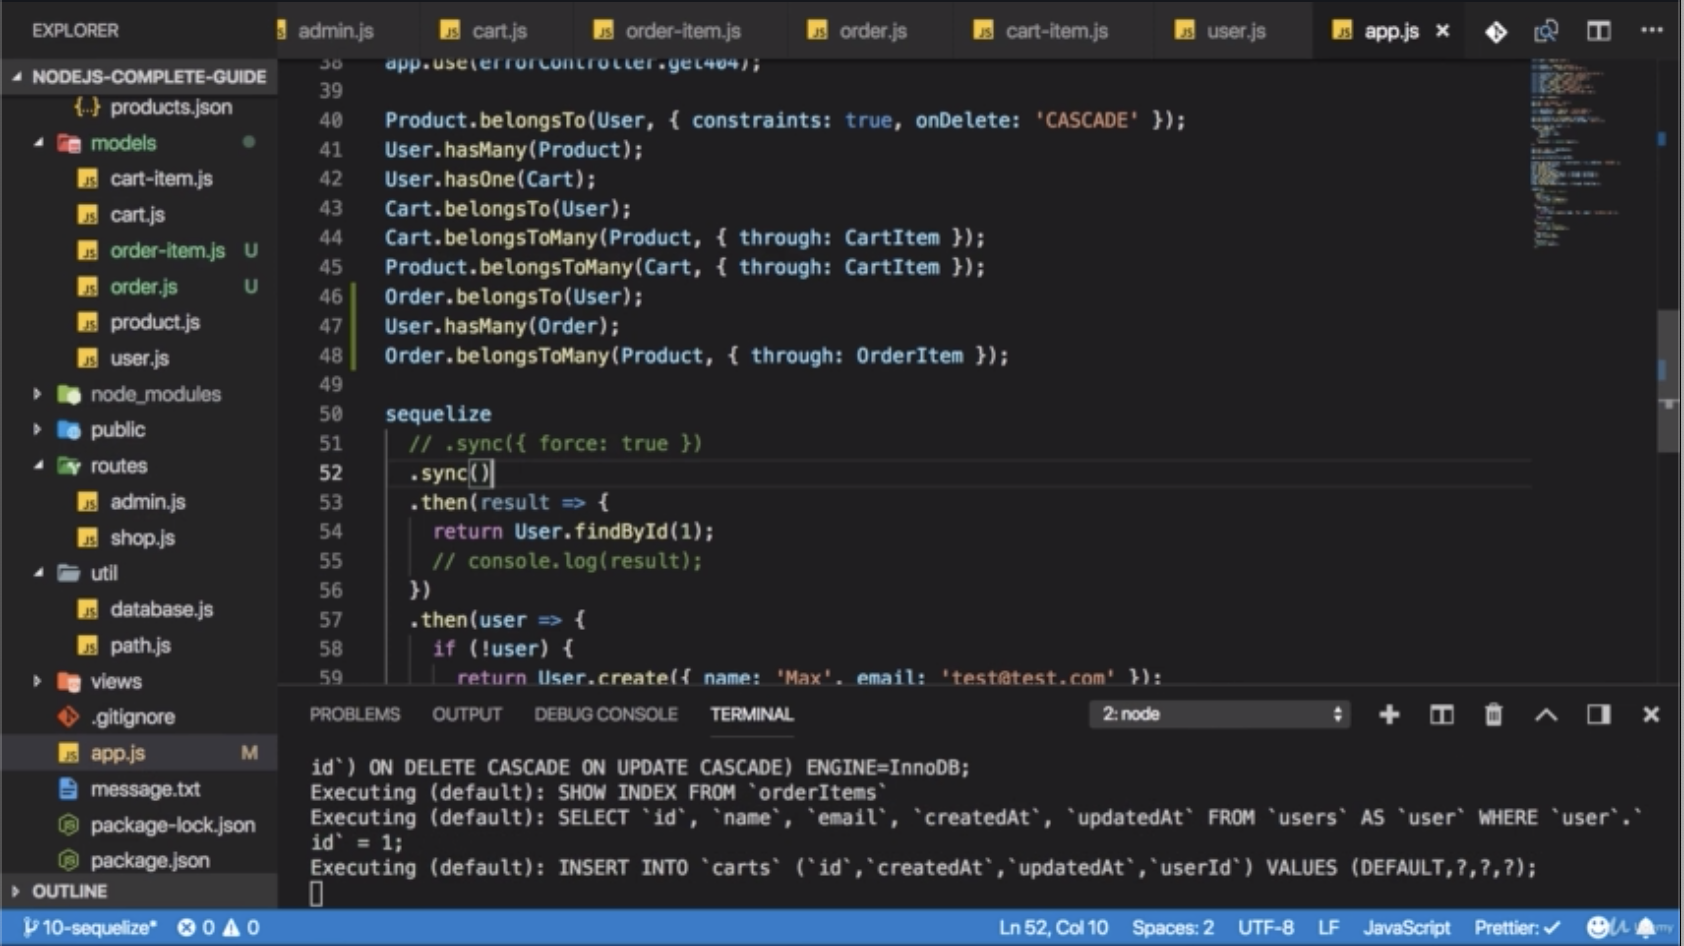 EXPLORER
admin.js
cart.js
order-item.js
order.js
cart-item.js
user.js
app.js
NODEJS-COMPLETE-GUIDE
products.json
models
cart-item.js
cart.js
order-item.js U
order.js U
product.js
user.js
node_modules
public
routes
admin.js
shop.js
util
database.js
path.js
views
.gitignore
app.js M
message.txt
package-lock.json
package.json
OUTLINE
38 app.use(errorController.get404);
39
40 Product.belongsTo(User, { constraints: true, onDelete: 'CASCADE' });
41 User.hasMany(Product);
42 User.hasOne(Cart);
43 Cart.belongsTo(User);
44 Cart.belongsToMany(Product, { through: CartItem });
45 Product.belongsToMany(Cart, { through: CartItem });
46 Order.belongsTo(User);
47 User.hasMany(Order);
48 Order.belongsToMany(Product, { through: OrderItem });
49
50 sequelize
51 // .sync({ force: true })
52 .sync()
53 .then(result => {
54 return User.findById(1);
55 // console.log(result);
56 })
57 .then(user => {
58 if (!user) {
59 return User.create({ name: 'Max', email: 'test@test.com' });
PROBLEMS OUTPUT DEBUG CONSOLE TERMINAL 2: node
id`) ON DELETE CASCADE ON UPDATE CASCADE) ENGINE=InnoDB;
Executing (default): SHOW INDEX FROM `orderItems`
Executing (default): SELECT `id`, `name`, `email`, `createdAt`, `updatedAt` FROM `users` AS `user` WHERE `user`.`
id` = 1;
Executing (default): INSERT INTO `carts` (`id`,`createdAt`,`updatedAt`,`userId`) VALUES (DEFAULT,?,?,?);
10-sequelize* 0 0 Ln 52, Col 10 Spaces: 2 UTF-8 LF JavaScript Prettier: ✓